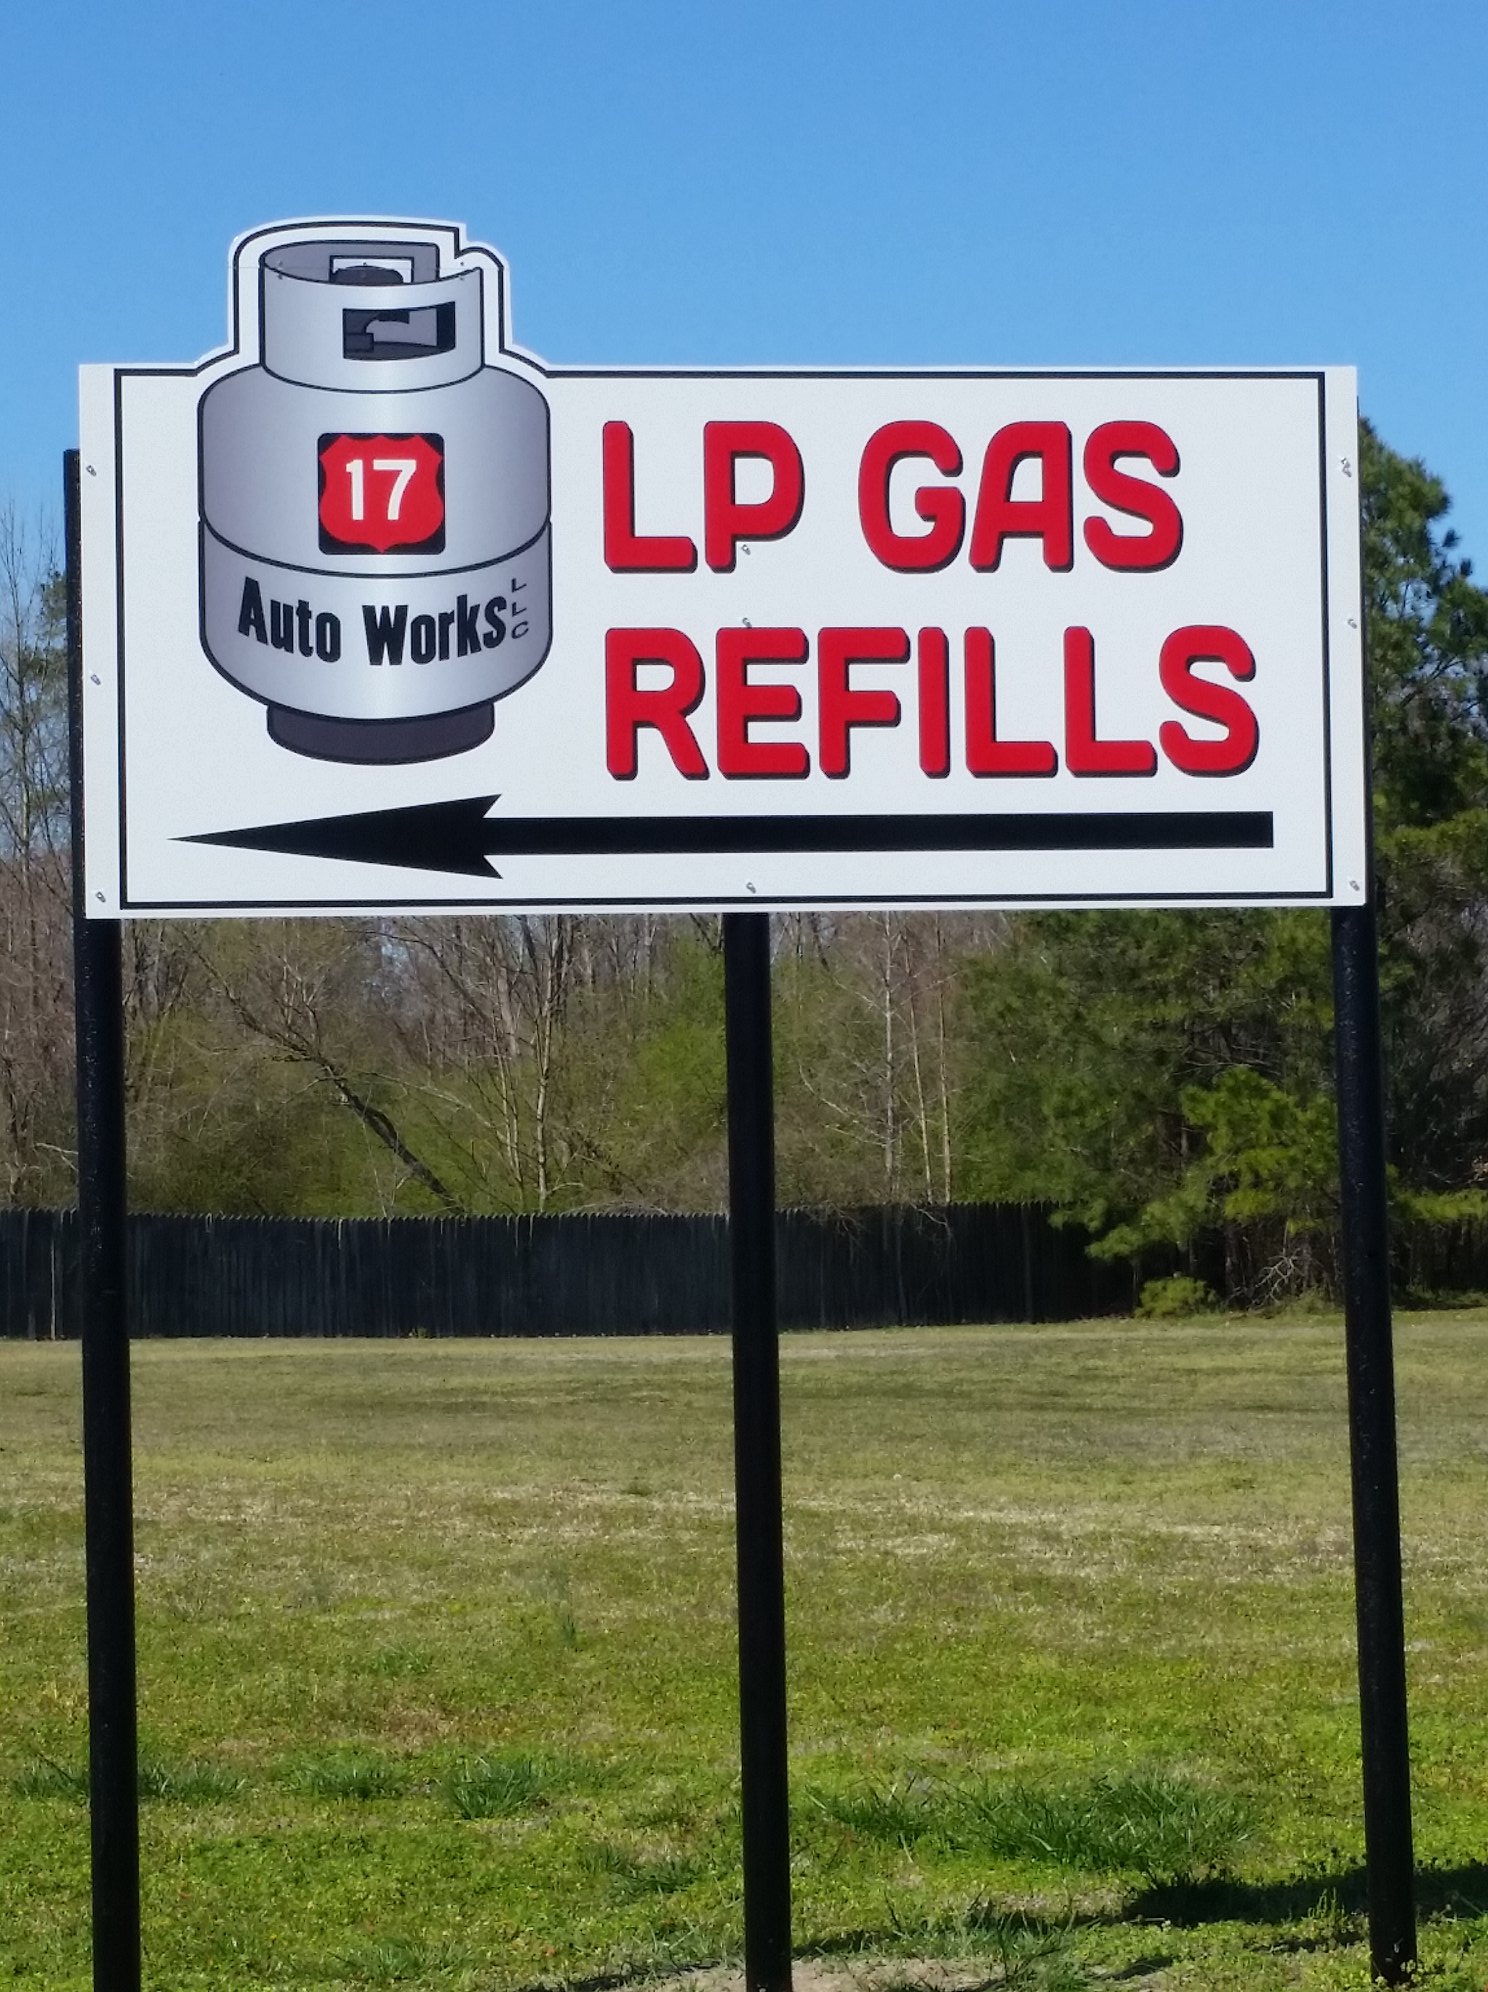 17
Auto Works LLC
LP GAS
REFILLS